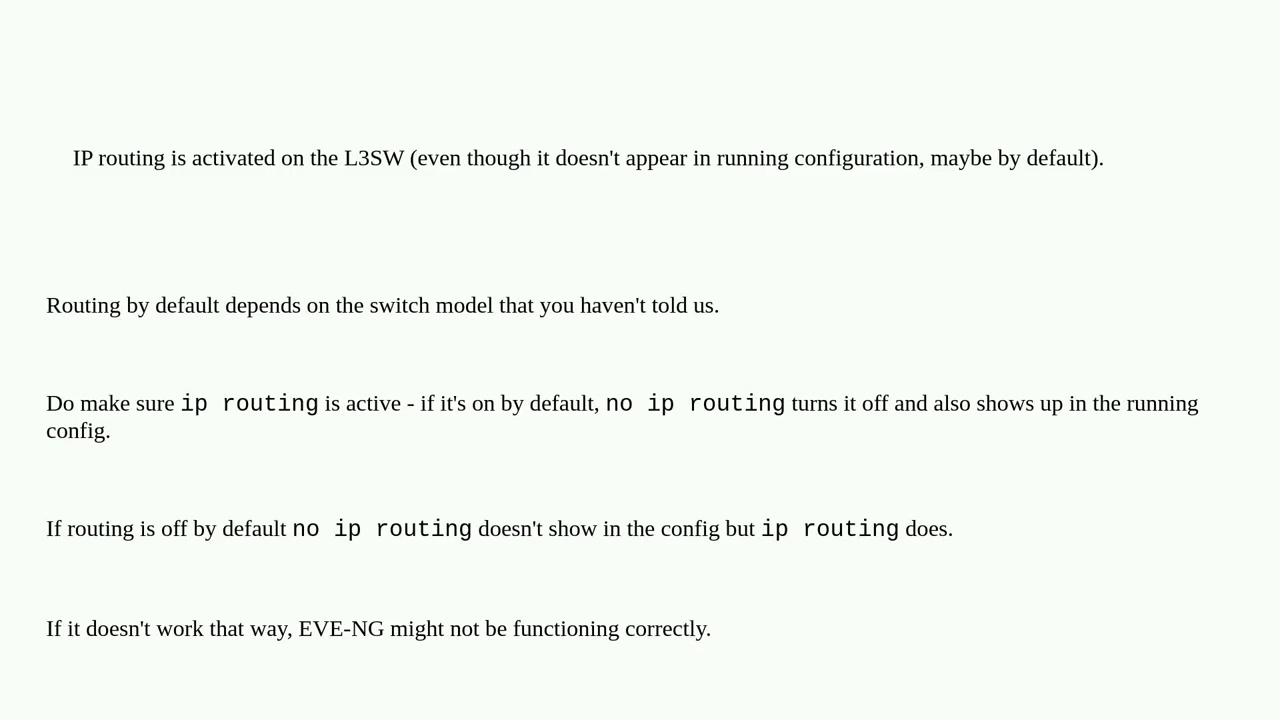 IP routing is activated on the L3SW (even though it doesn't appear in running configuration, maybe by default).
Routing by default depends on the switch model that you haven't told us.
Do make sure ip routing is active - if it's on by default, no ip routing turns it off and also shows up in the running
config.
If routing is off by default no ip routing doesn't show in the config but ip routing does.
If it doesn't work that way, EVE-NG might not be functioning correctly.